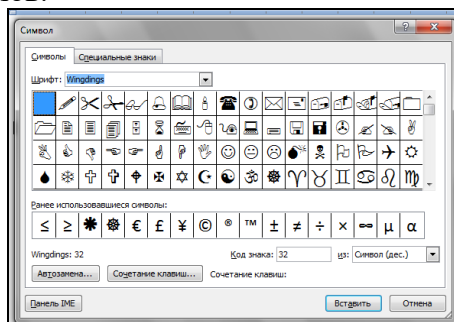 Символ
Символы Специальные знаки
Шрифт: Wingdings
Ранее использовавшиеся символы:
≤ ≥ € £ ¥ © ® ™ ± ≠ ÷ × ∞ µ α
Wingdings: 32 Код знака: 32 из: Символ (дес.)
Автозамена... Сочетание клавиш... Сочетание клавиш:
Панель IME Вставить Отмена